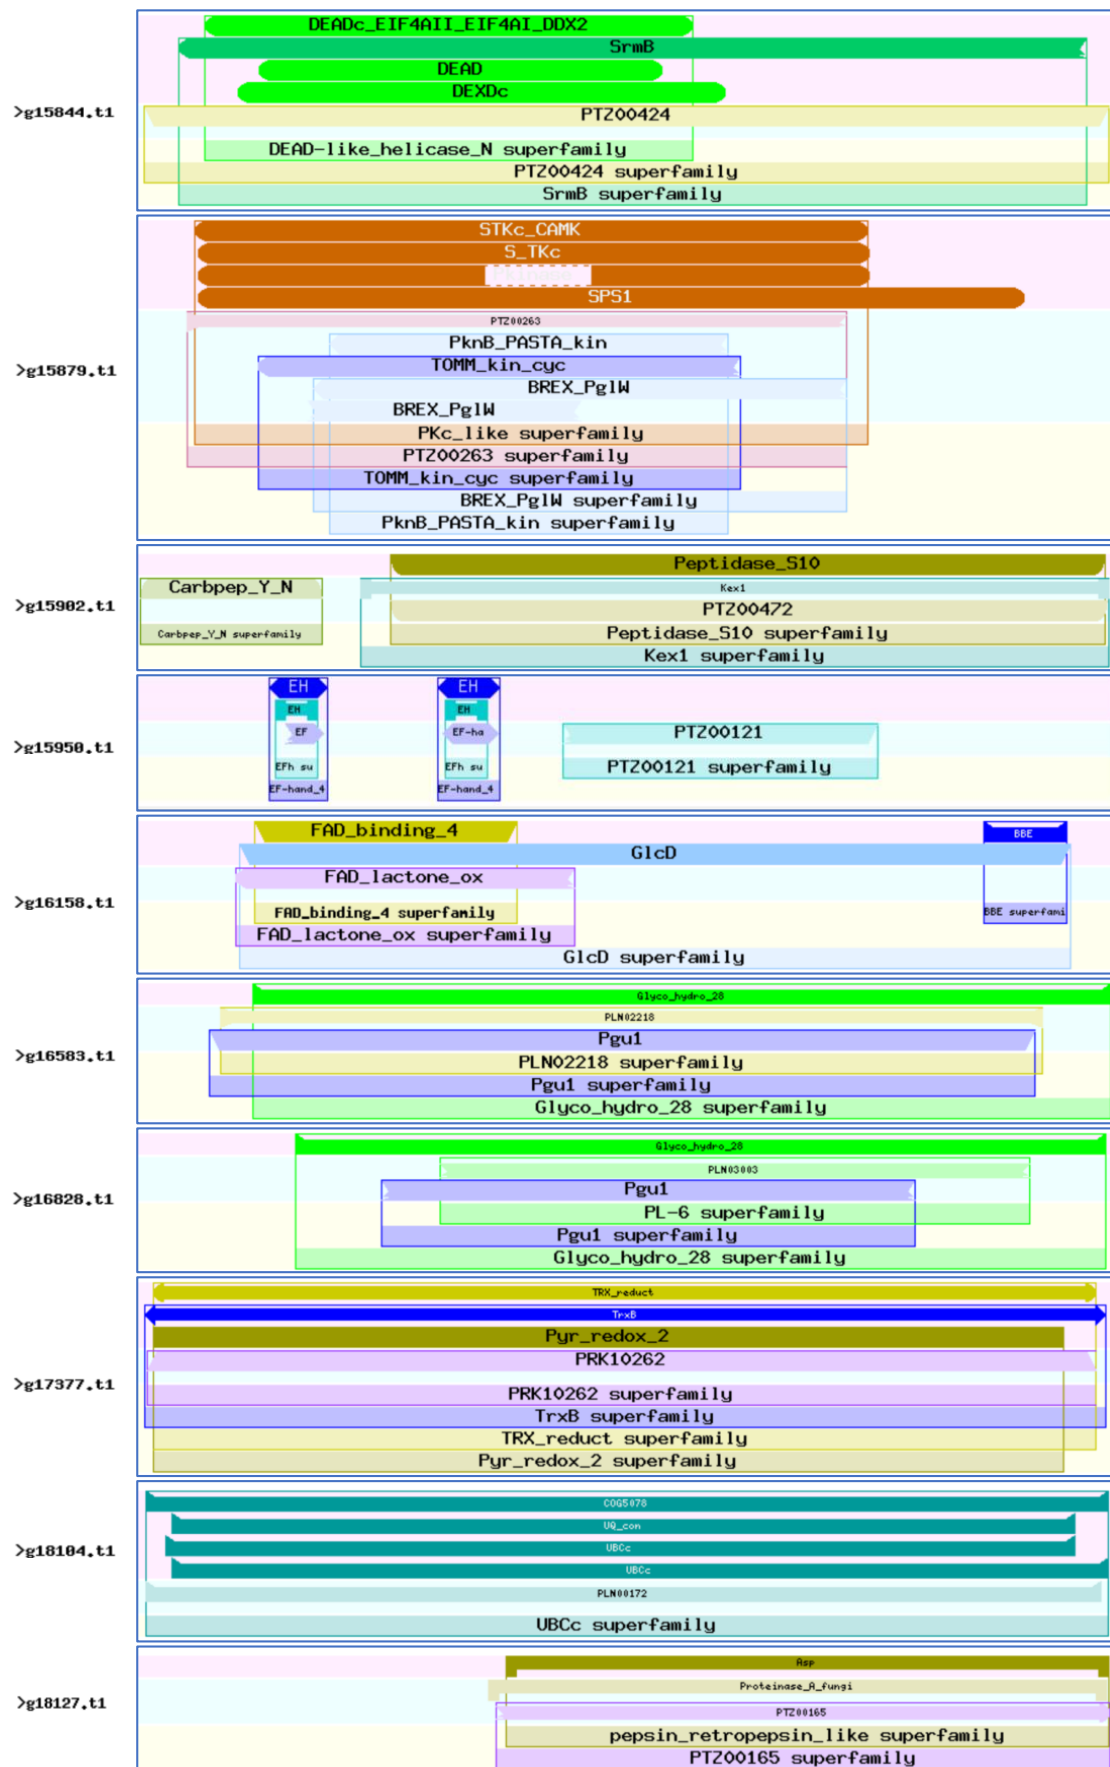 >g15844.t1
DEADc_EIF4AII_EIF4AI_DDX2
SrmB
DEAD
DEXDc
PTZ00424
DEAD-like_helicase_N superfamily
PTZ00424 superfamily
SrmB superfamily
>g15879.t1
STKc_CAMK
S_TKc
Pkinase
SPS1
PTZ00263
PknB_PASTA_kin
TOMM_kin_cyc
BREX_PglW
BREX_PglW
PKc_like superfamily
PTZ00263 superfamily
TOMM_kin_cyc superfamily
BREX_PglW superfamily
PknB_PASTA_kin superfamily
>g15902.t1
Peptidase_S10
Carbpep_Y_N Kex1
PTZ00472
Carbpep_Y_N superfamily Peptidase_S10 superfamily
Kex1 superfamily
>g15950.t1
EH EH
EH EH
EF EF-ha PTZ00121
EFh su EFh su PTZ00121 superfamily
EF-hand_4 EF-hand_4
>g16158.t1
FAD_binding_4 BBE
GlcD
FAD_lactone_ox
FAD_binding_4 superfamily BBE superfami
FAD_lactone_ox superfamily
GlcD superfamily
>g16583.t1
Glyco_hydro_28
PLN02218
Pgu1
PLN02218 superfamily
Pgu1 superfamily
Glyco_hydro_28 superfamily
>g16828.t1
Glyco_hydro_28
PLN03003
Pgu1
PL-6 superfamily
Pgu1 superfamily
Glyco_hydro_28 superfamily
>g17377.t1
TRX_reduct
TrxB
Pyr_redox_2
PRK10262
PRK10262 superfamily
TrxB superfamily
TRX_reduct superfamily
Pyr_redox_2 superfamily
>g18104.t1
COG5078
UQ_con
UBCc
UBCc
PLN00172
UBCc superfamily
>g18127.t1
Asp
Proteinase_A_fungi
PTZ00165
pepsin_retropepsin_like superfamily
PTZ00165 superfamily